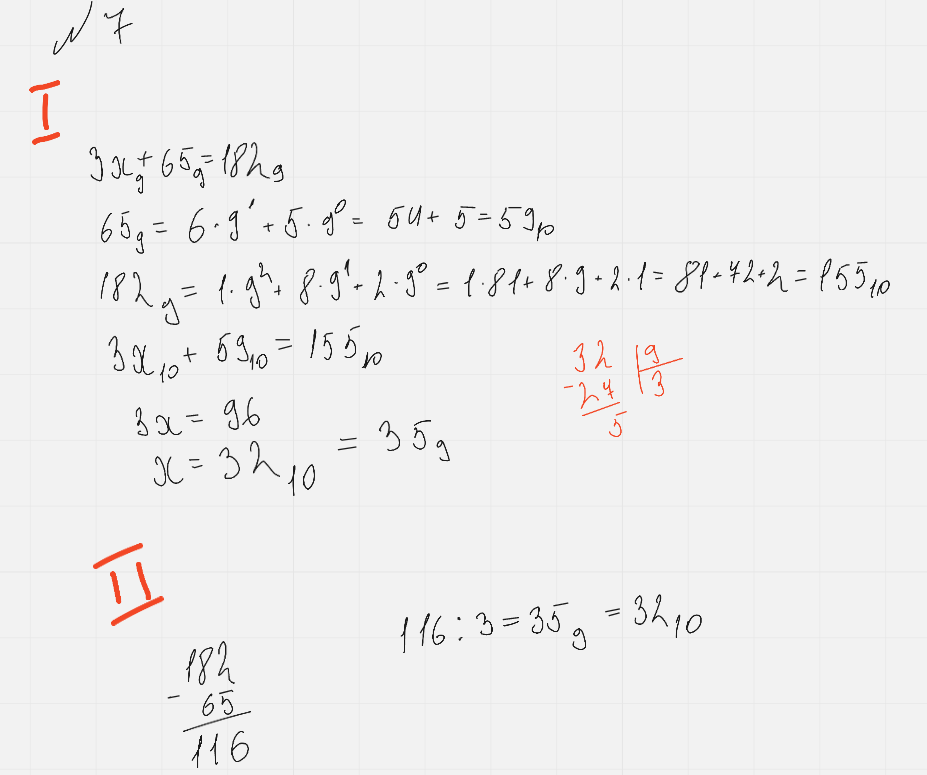 № 7
I
3x₉ + 65₉ = 182₉
65₉ = 6 · 9¹ + 5 · 9⁰ = 54 + 5 = 59₁₀
182₉ = 1 · 9² + 8 · 9¹ + 2 · 9⁰ = 1 · 81 + 8 · 9 + 2 · 1 = 81 + 72 + 2 = 155₁₀
3x₁₀ + 59₁₀ = 155₁₀
3x = 96
x = 32₁₀ = 35₉
32 | 9
-27 | 3
5
II
182
- 65
116
116 : 3 = 35₉ = 32₁₀